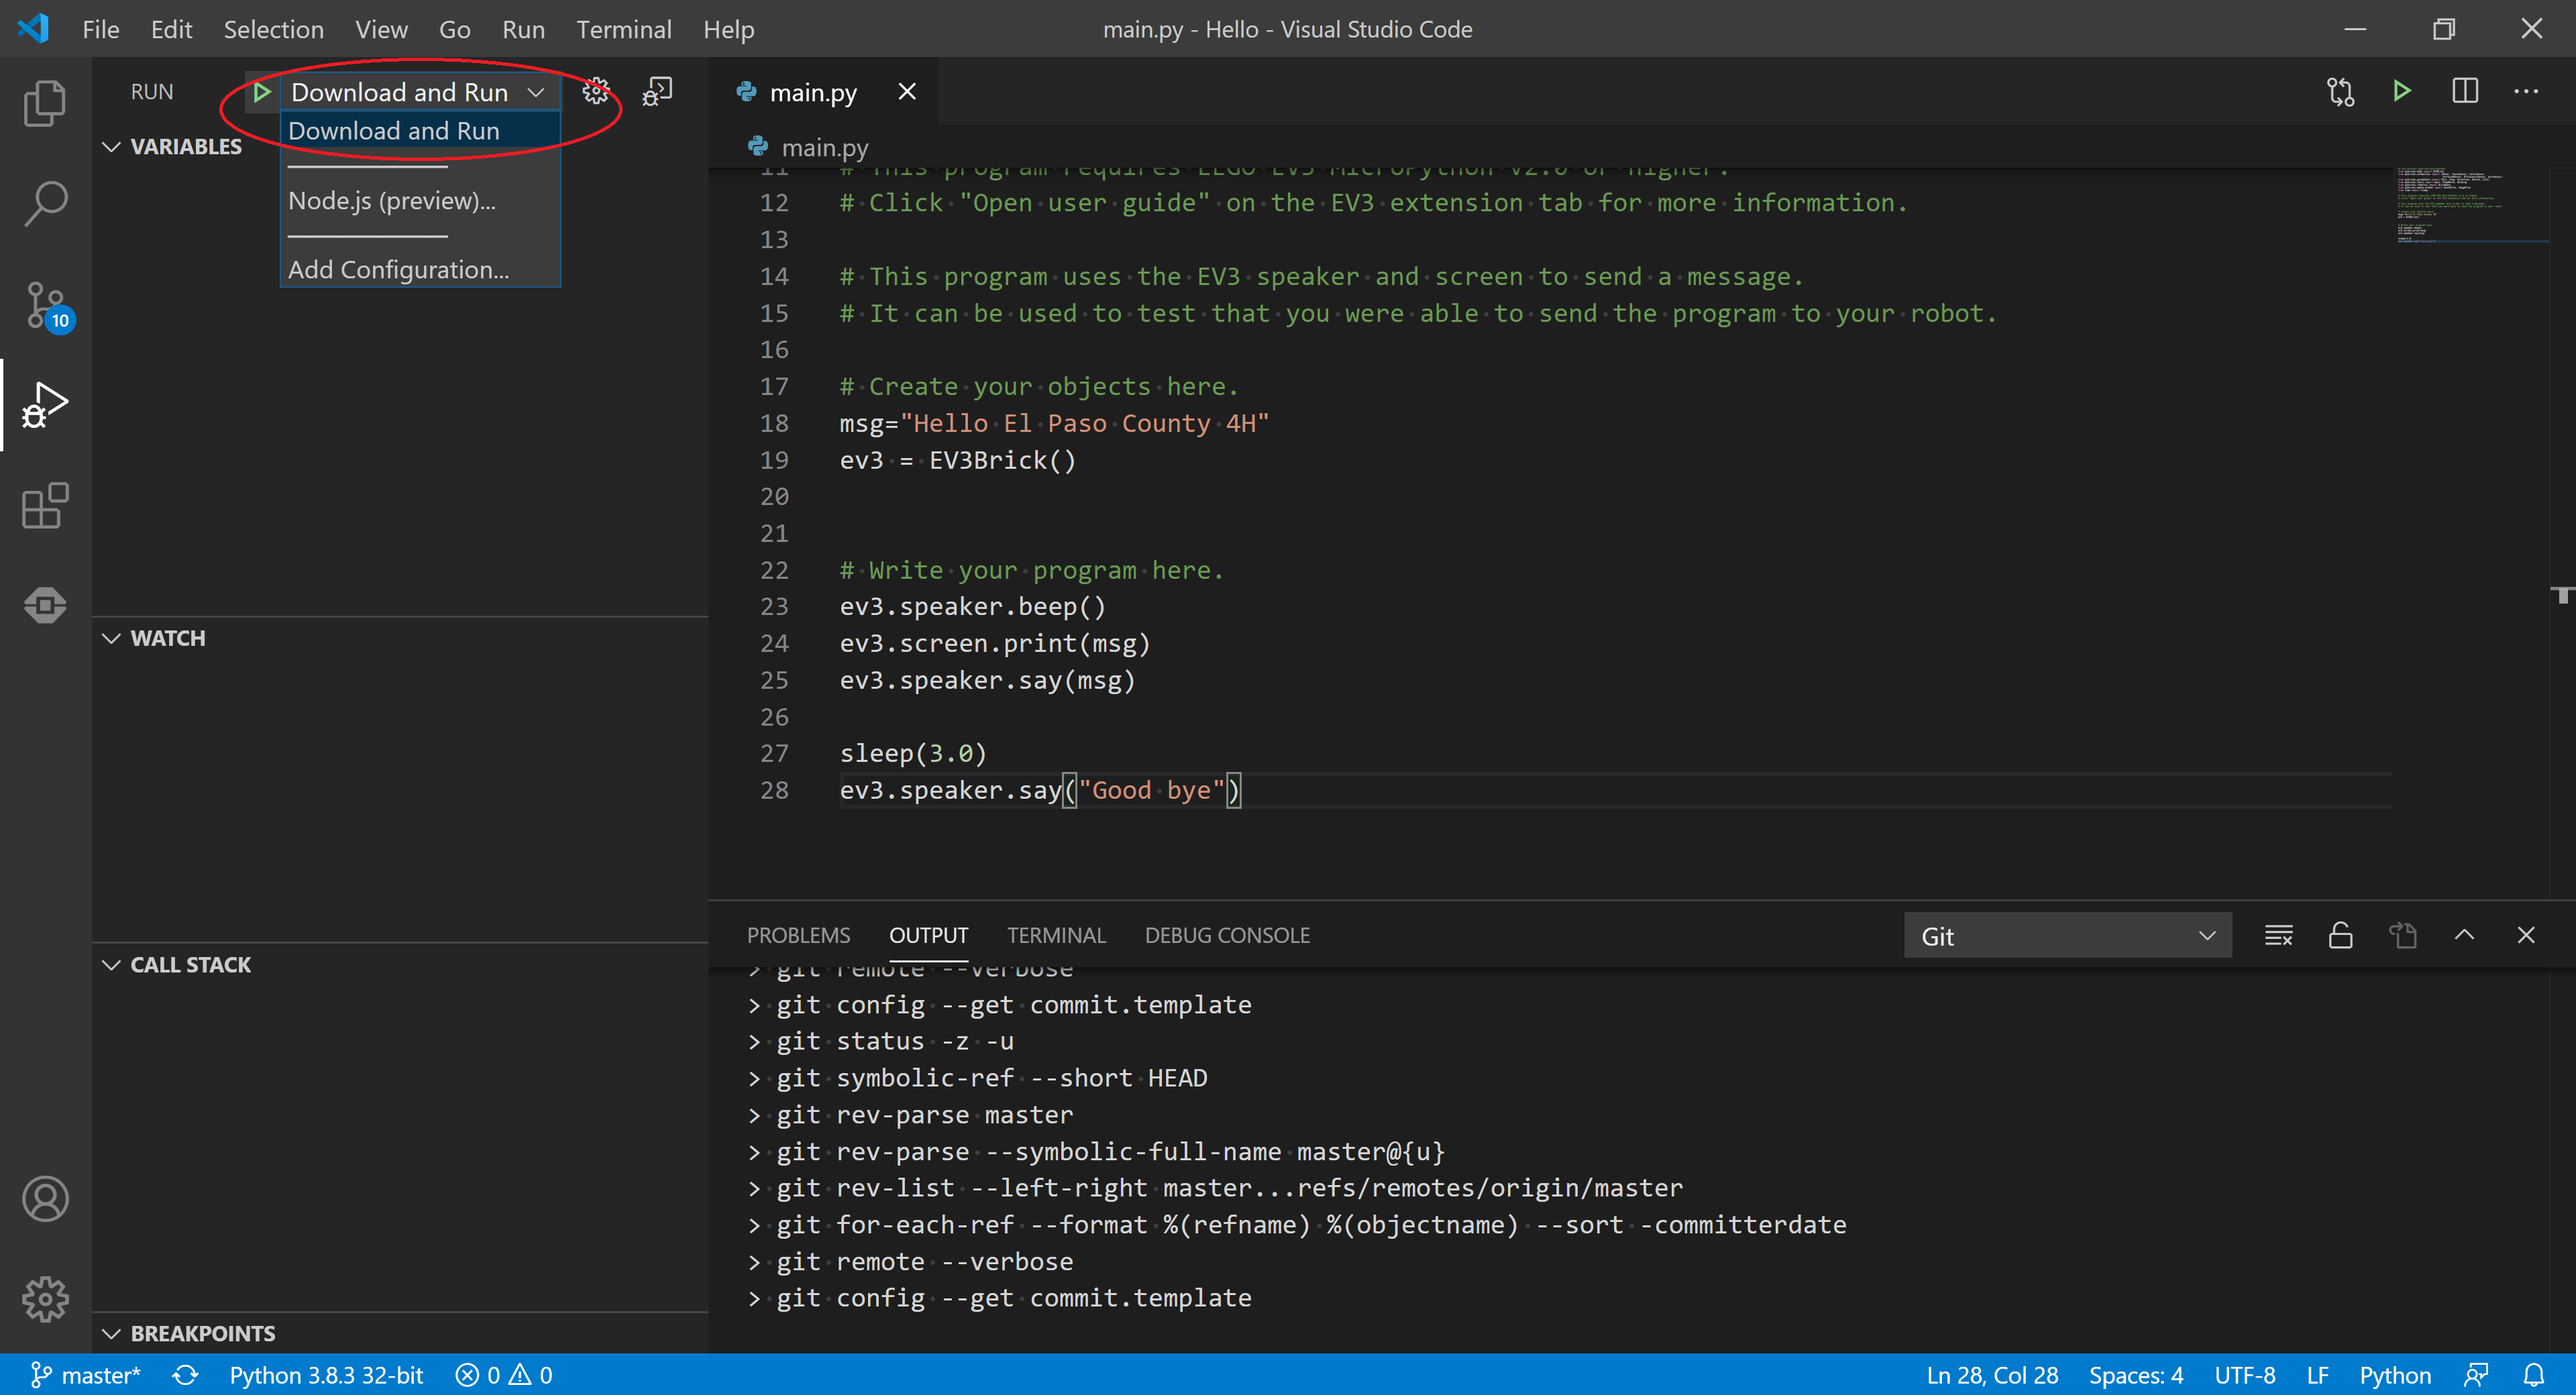 File Edit Selection View Go Run Terminal Help
main.py - Hello - Visual Studio Code
RUN
Download and Run
Download and Run
Node.js (preview)...
Add Configuration...
VARIABLES
WATCH
CALL STACK
BREAKPOINTS
10
main.py
main.py
11 # This program requires LEGO EV3 MicroPython v2.0 or higher.
12 # Click "Open user guide" on the EV3 extension tab for more information.
13
14 # This program uses the EV3 speaker and screen to send a message.
15 # It can be used to test that you were able to send the program to your robot.
16
17 # Create your objects here.
18 msg="Hello El Paso County 4H"
19 ev3 = EV3Brick()
20
21
22 # Write your program here.
23 ev3.speaker.beep()
24 ev3.screen.print(msg)
25 ev3.speaker.say(msg)
26
27 sleep(3.0)
28 ev3.speaker.say("Good bye")
PROBLEMS OUTPUT TERMINAL DEBUG CONSOLE
Git
> git remote --verbose
> git config --get commit.template
> git status -z -u
> git symbolic-ref --short HEAD
> git rev-parse master
> git rev-parse --symbolic-full-name master@{u}
> git rev-list --left-right master...refs/remotes/origin/master
> git for-each-ref --format %(refname) %(objectname) --sort -committerdate
> git remote --verbose
> git config --get commit.template
master* Python 3.8.3 32-bit 0 0
Ln 28, Col 28 Spaces: 4 UTF-8 LF Python